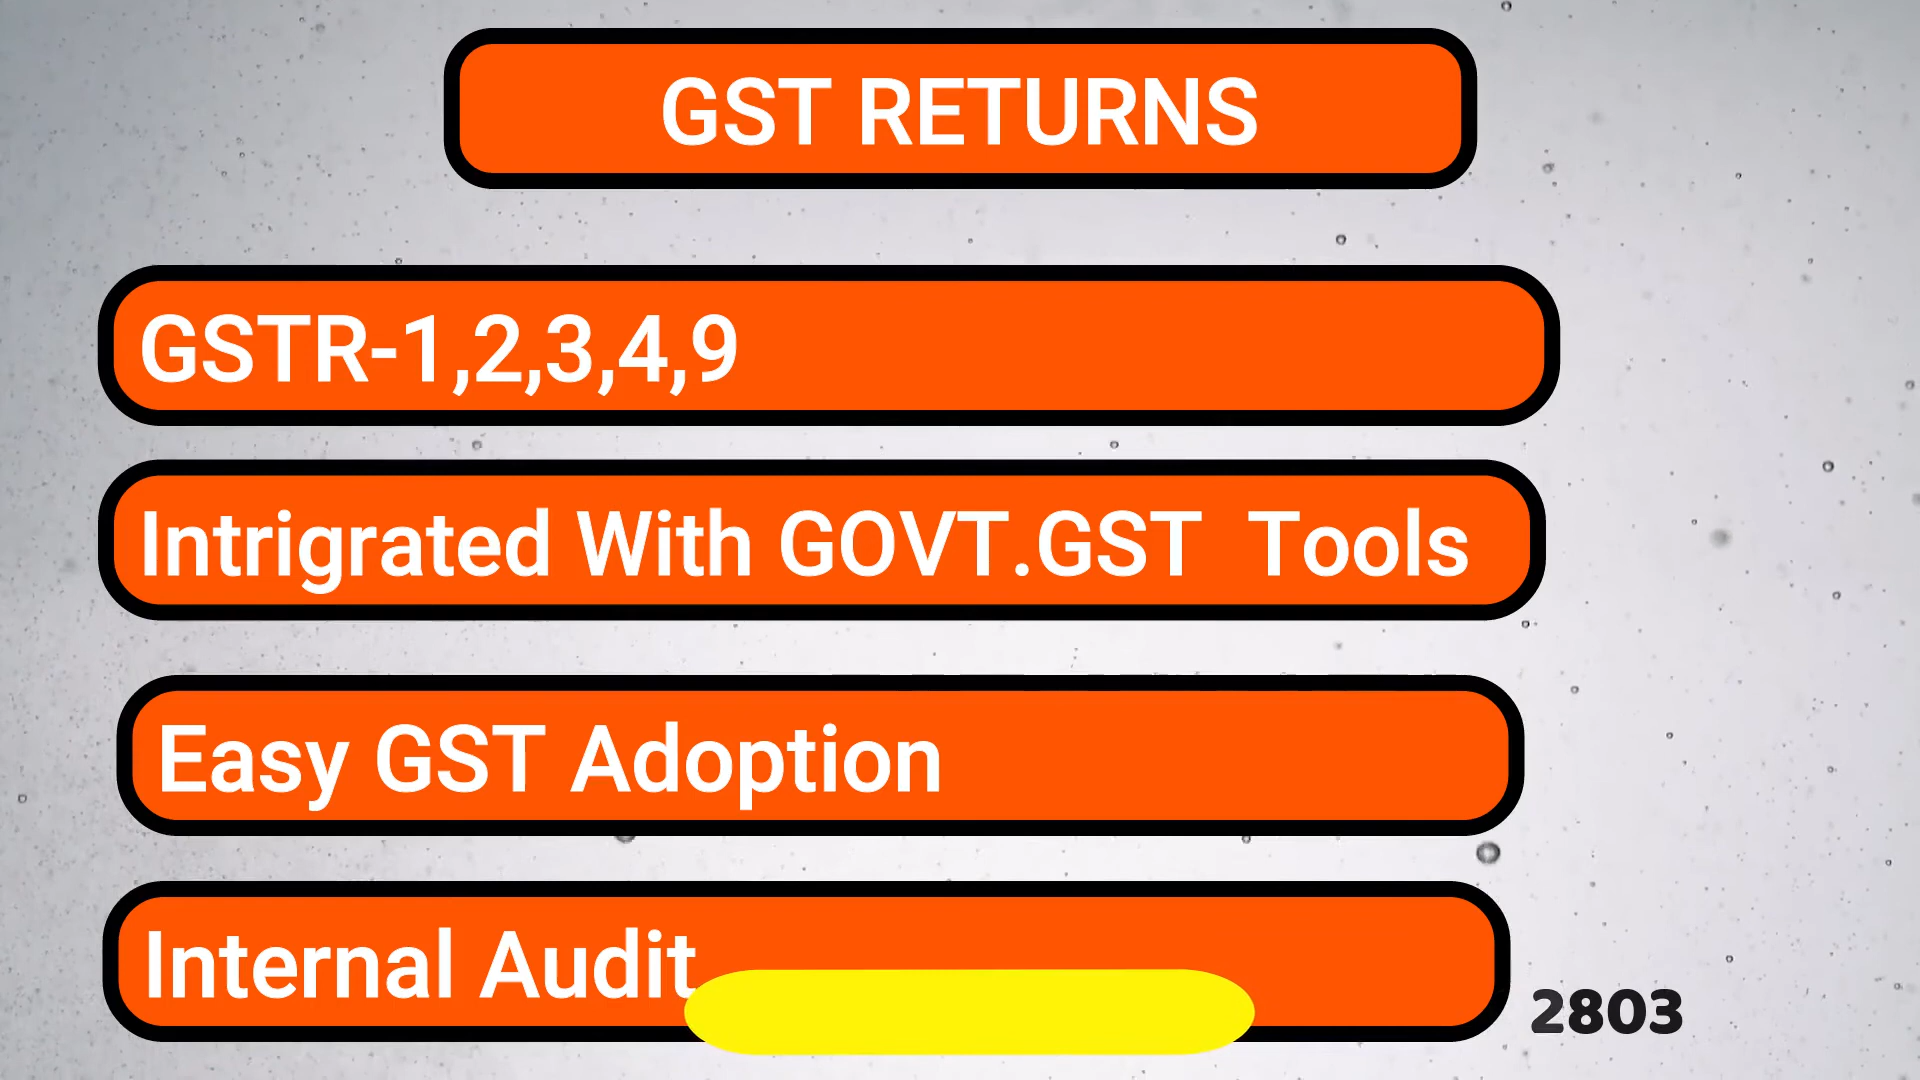 GST RETURNS
GSTR-1,2,3,4,9
Intrigrated With GOVT.GST  Tools
Easy GST Adoption
Internal Audit
2803